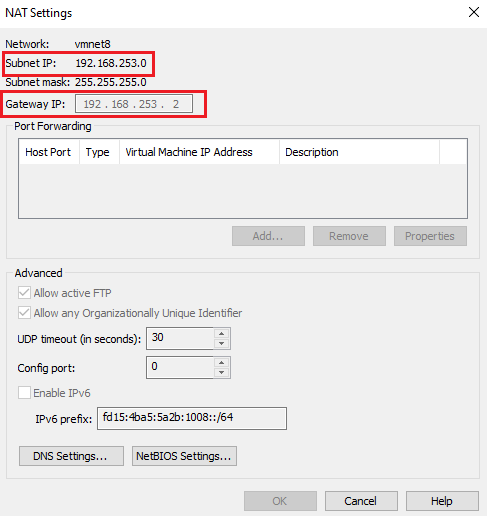 NAT Settings
Network: vmnet8
Subnet IP: 192.168.253.0
Subnet mask: 255.255.255.0
Gateway IP: 192 . 168 . 253 . 2
Port Forwarding
Host Port Type Virtual Machine IP Address Description
Add... Remove Properties
Advanced
Allow active FTP
Allow any Organizationally Unique Identifier
UDP timeout (in seconds): 30
Config port: 0
Enable IPv6
IPv6 prefix: fd15:4ba5:5a2b:1008::/64
DNS Settings... NetBIOS Settings...
OK Cancel Help